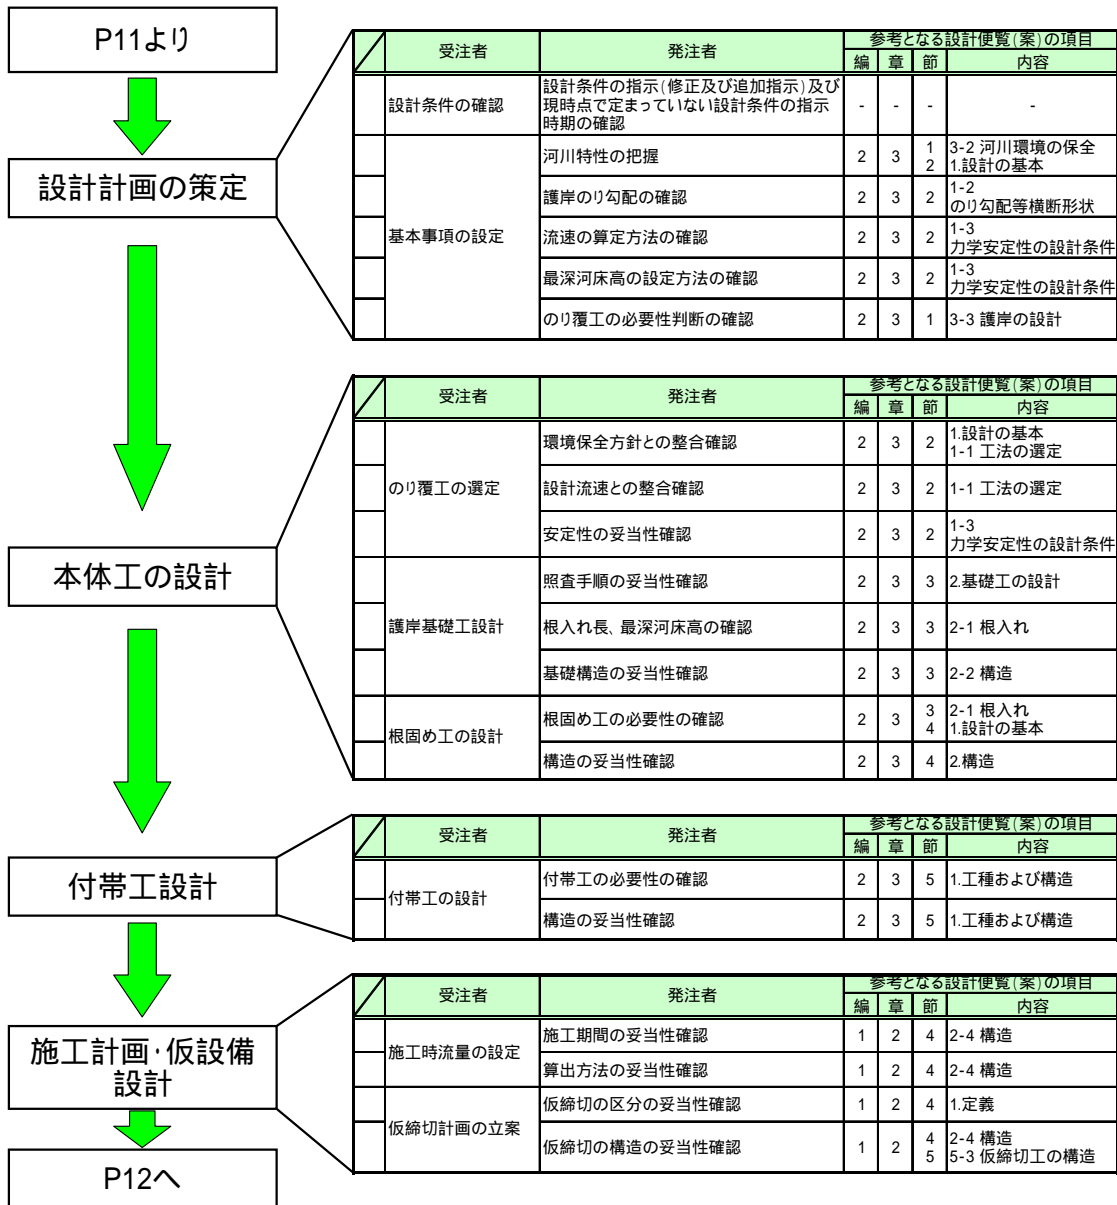 P11より
設計計画の策定
受注者 発注者 参考となる設計便覧(案)の項目
編 章 節 内容
設計条件の確認 設計条件の指示(修正及び追加指示)及び
現時点で定まっていない設計条件の指示
時期の確認 - - - -
基本事項の設定
河川特性の把握 2 3 1 3-2 河川環境の保全
2 1.設計の基本
護岸のり勾配の確認 2 3 2 1-2
のり勾配等横断形状
流速の算定方法の確認 2 3 2 1-3
力学安定性の設計条件
最深河床高の設定方法の確認 2 3 2 1-3
力学安定性の設計条件
のり覆工の必要性判断の確認 2 3 1 3-3 護岸の設計
本体工の設計
受注者 発注者 参考となる設計便覧(案)の項目
編 章 節 内容
のり覆工の選定
環境保全方針との整合確認 2 3 2 1.設計の基本
1-1 工法の選定
設計流速との整合確認 2 3 2 1-1 工法の選定
安定性の妥当性確認 2 3 2 1-3
力学安定性の設計条件
護岸基礎工設計
照査手順の妥当性確認 2 3 3 2.基礎工の設計
根入れ長、最深河床高の確認 2 3 3 2-1 根入れ
基礎構造の妥当性確認 2 3 3 2-2 構造
根固め工の設計
根固め工の必要性の確認 2 3 3 2-1 根入れ
4 1.設計の基本
構造の妥当性確認 2 3 4 2.構造
付帯工設計
受注者 発注者 参考となる設計便覧(案)の項目
編 章 節 内容
付帯工の設計
付帯工の必要性の確認 2 3 5 1.工種および構造
構造の妥当性確認 2 3 5 1.工種および構造
施工計画・仮設備
設計
受注者 発注者 参考となる設計便覧(案)の項目
編 章 節 内容
施工時流量の設定
施工期間の妥当性確認 1 2 4 2-4 構造
算出方法の妥当性確認 1 2 4 2-4 構造
仮締切計画の立案
仮締切の区分の妥当性確認 1 2 4 1.定義
仮締切の構造の妥当性確認 1 2 4 2-4 構造
5 5-3 仮締切工の構造
P12へ